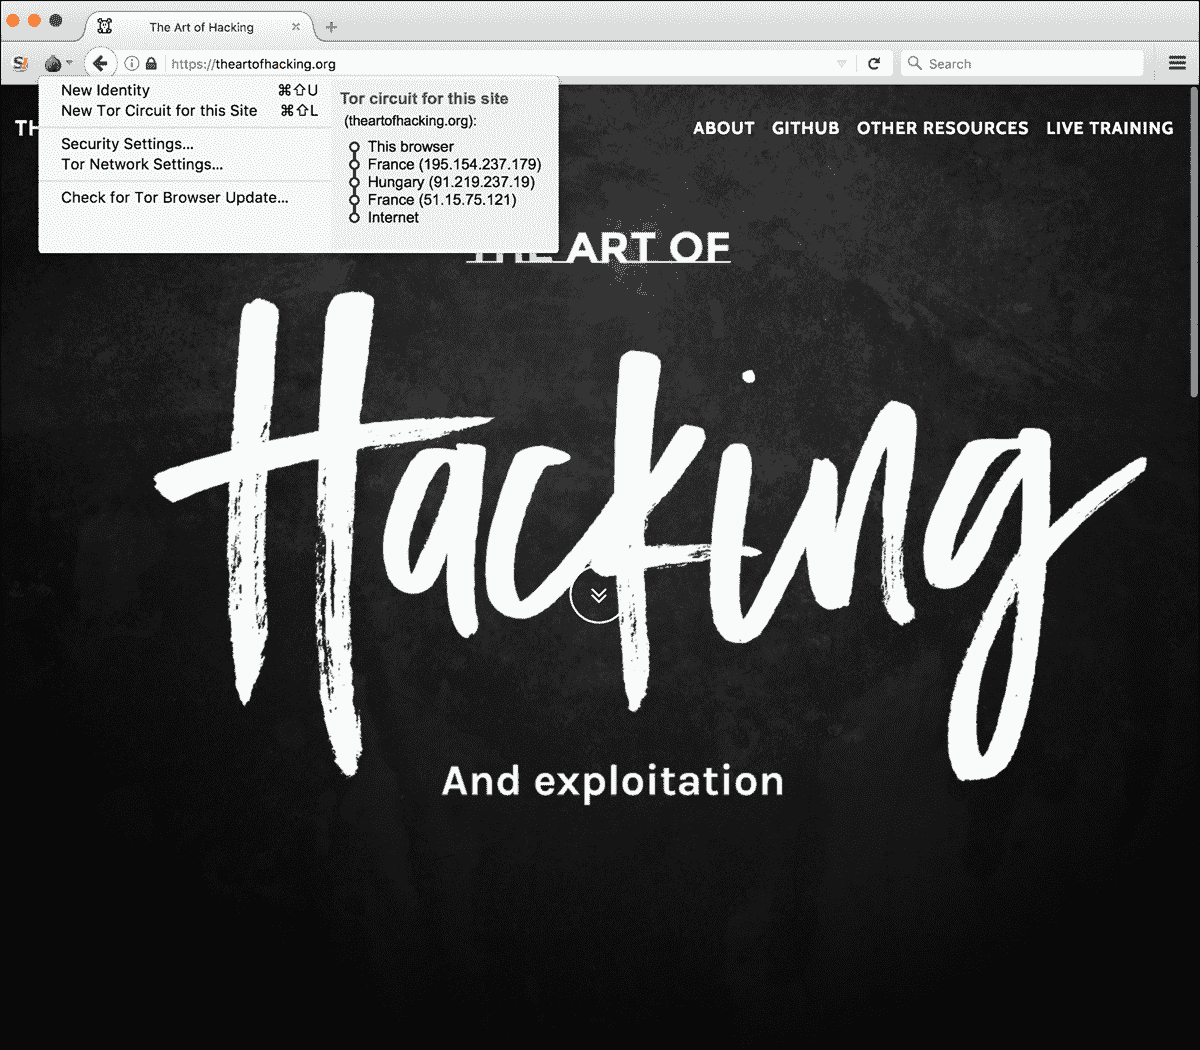 The Art of Hacking
https://theartofhacking.org
Search
New Identity ⌘⇧U
New Tor Circuit for this Site ⌘⇧L
Security Settings...
Tor Network Settings...
Check for Tor Browser Update...
Tor circuit for this site
(theartofhacking.org):
This browser
France (195.154.237.179)
Hungary (91.219.237.19)
France (51.15.75.121)
Internet
TH
ABOUT GITHUB OTHER RESOURCES LIVE TRAINING
THE ART OF
Hacking
And exploitation